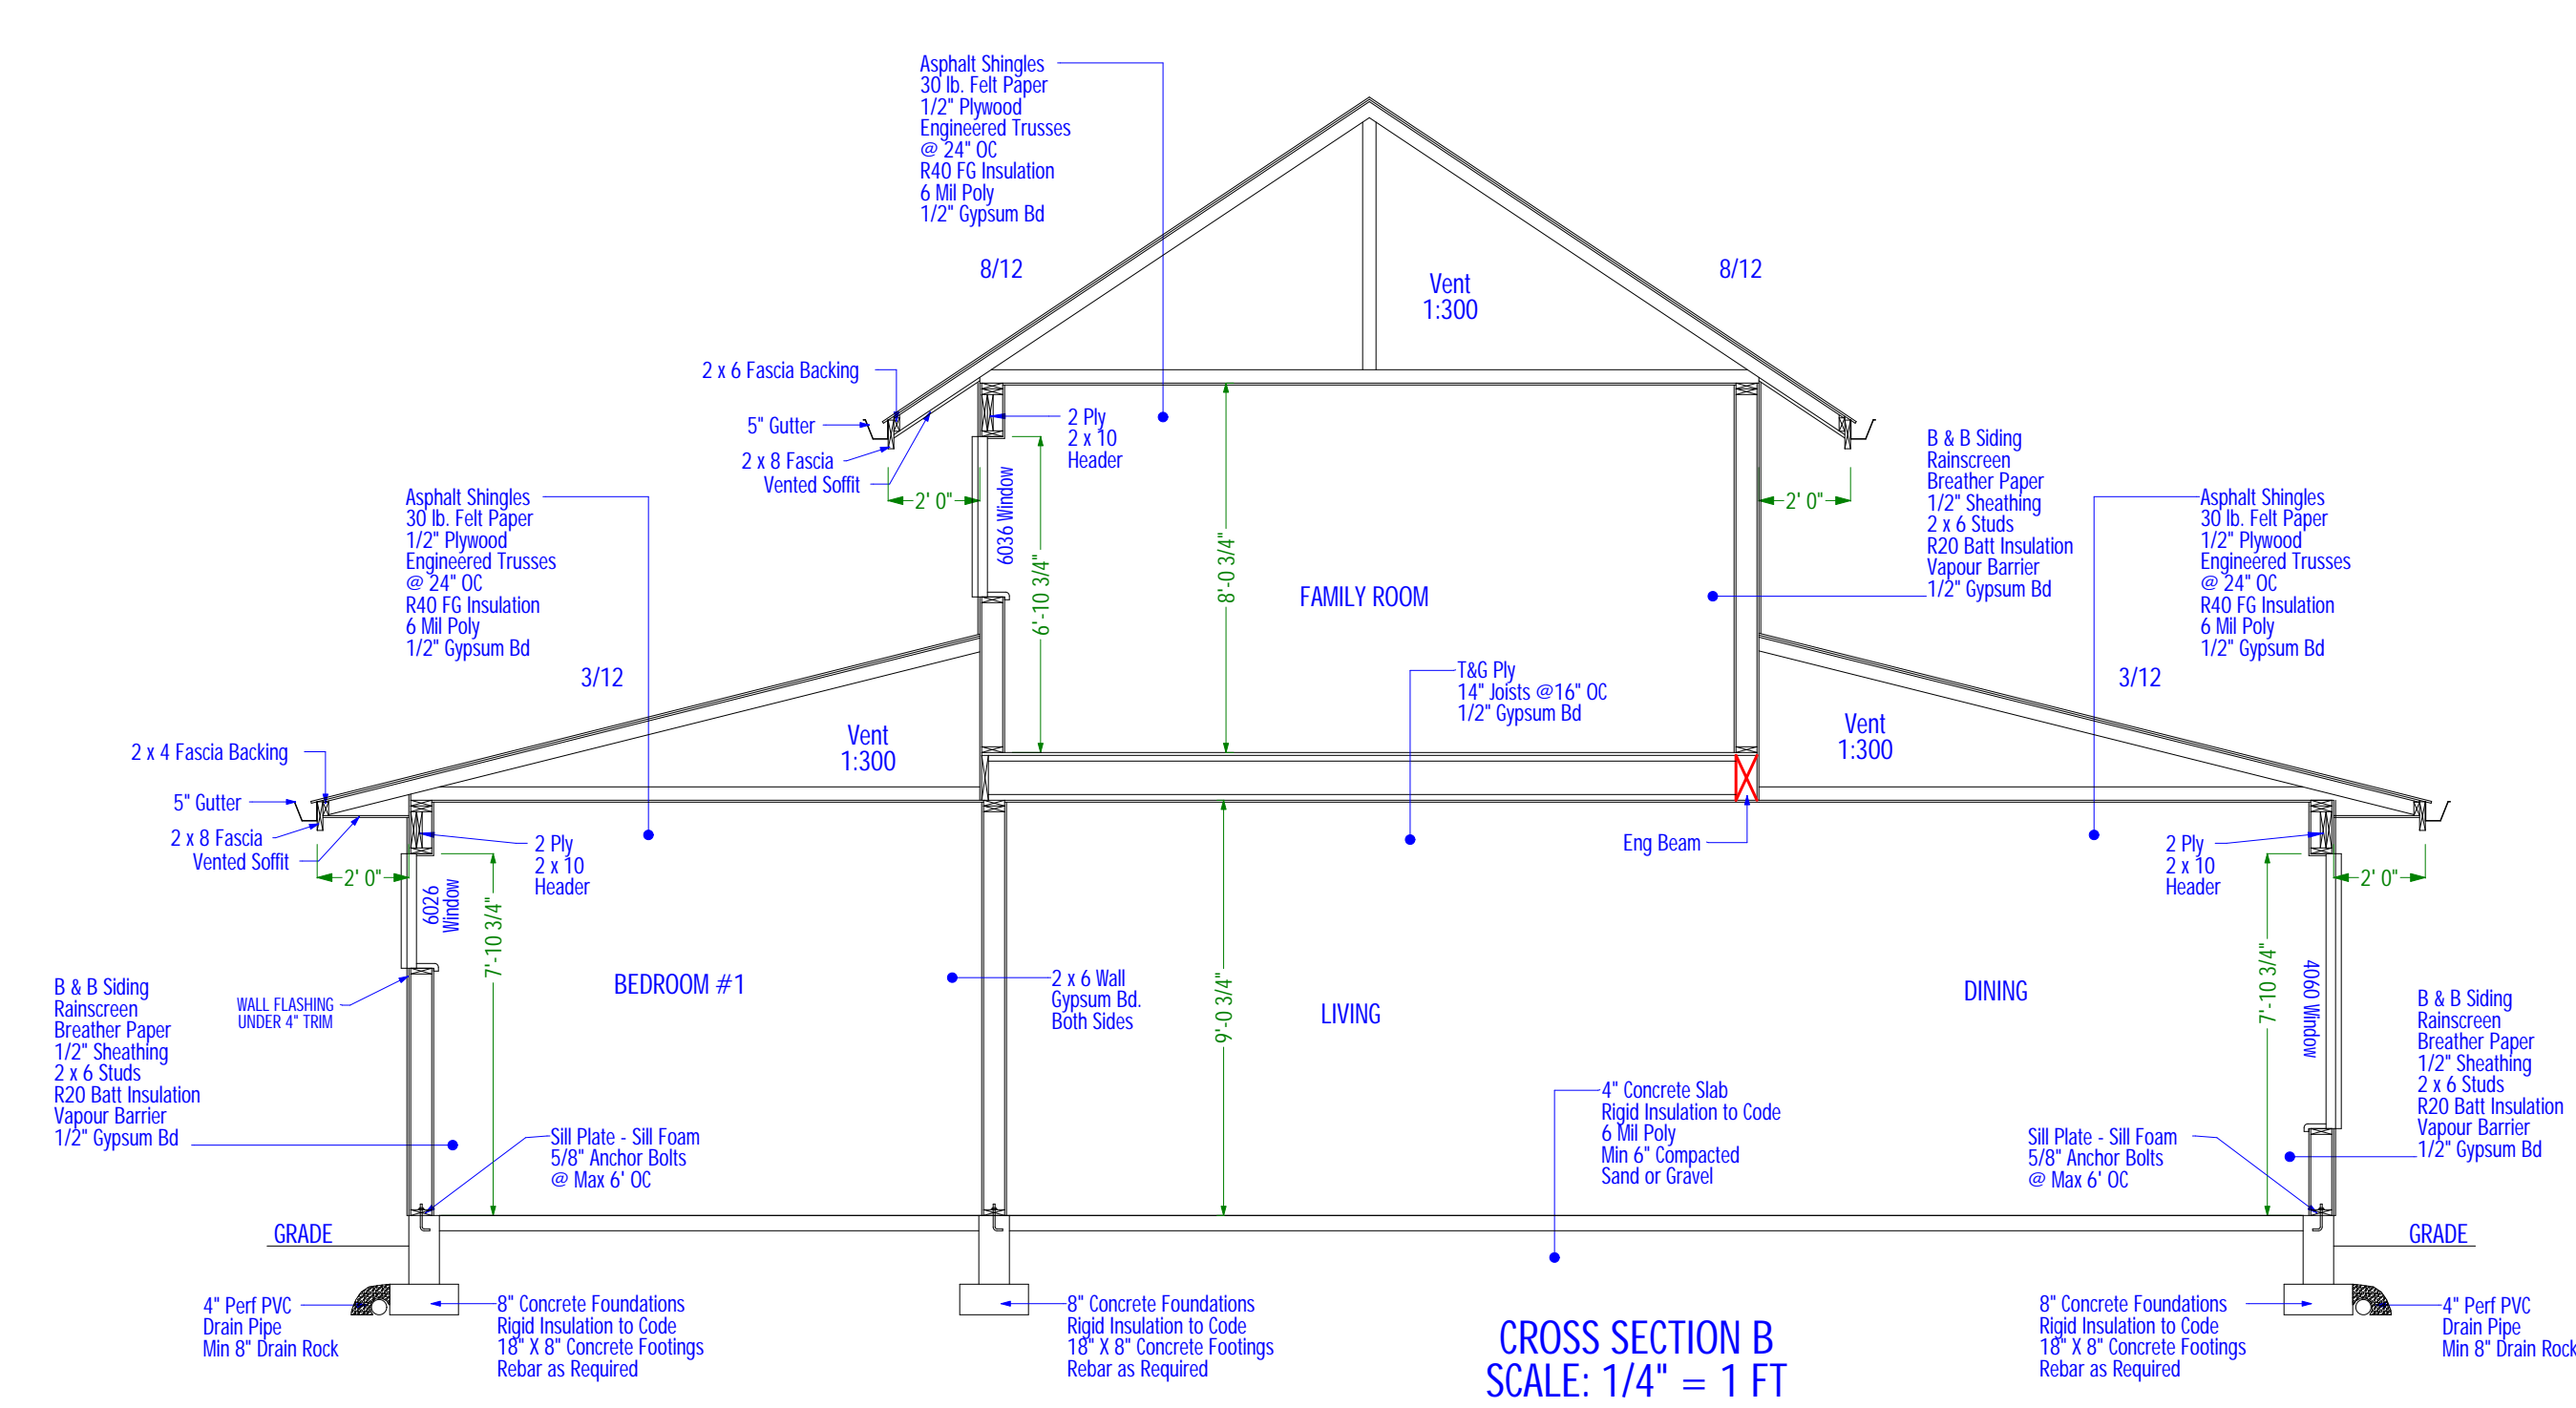 Asphalt Shingles
30 lb. Felt Paper
1/2" Plywood
Engineered Trusses
@ 24" OC
R40 FG Insulation
6 Mil Poly
1/2" Gypsum Bd
8/12
8/12
Vent
1:300
2 x 6 Fascia Backing
5" Gutter
2 x 8 Fascia
Vented Soffit
2' 0"
2 Ply
2 x 10
Header
6036 Window
6'-10 3/4"
8'-0 3/4"
FAMILY ROOM
2' 0"
B & B Siding
Rainscreen
Breather Paper
1/2" Sheathing
2 x 6 Studs
R20 Batt Insulation
Vapour Barrier
1/2" Gypsum Bd
Asphalt Shingles
30 lb. Felt Paper
1/2" Plywood
Engineered Trusses
@ 24" OC
R40 FG Insulation
6 Mil Poly
1/2" Gypsum Bd
Asphalt Shingles
30 lb. Felt Paper
1/2" Plywood
Engineered Trusses
@ 24" OC
R40 FG Insulation
6 Mil Poly
1/2" Gypsum Bd
3/12
3/12
T&G Ply
14" Joists @16" OC
1/2" Gypsum Bd
Vent
1:300
Vent
1:300
2 x 4 Fascia Backing
5" Gutter
2 x 8 Fascia
Vented Soffit
2' 0"
2 Ply
2 x 10
Header
Eng Beam
2 Ply
2 x 10
Header
2' 0"
6026
Window
7'-10 3/4"
BEDROOM #1
2 x 6 Wall
Gypsum Bd.
Both Sides
9'-0 3/4"
LIVING
DINING
7'-10 3/4"
4060 Window
B & B Siding
Rainscreen
Breather Paper
1/2" Sheathing
2 x 6 Studs
R20 Batt Insulation
Vapour Barrier
1/2" Gypsum Bd
WALL FLASHING
UNDER 4" TRIM
B & B Siding
Rainscreen
Breather Paper
1/2" Sheathing
2 x 6 Studs
R20 Batt Insulation
Vapour Barrier
1/2" Gypsum Bd
Sill Plate - Sill Foam
5/8" Anchor Bolts
@ Max 6' OC
4" Concrete Slab
Rigid Insulation to Code
6 Mil Poly
Min 6" Compacted
Sand or Gravel
Sill Plate - Sill Foam
5/8" Anchor Bolts
@ Max 6' OC
GRADE
GRADE
4" Perf PVC
Drain Pipe
Min 8" Drain Rock
8" Concrete Foundations
Rigid Insulation to Code
18" X 8" Concrete Footings
Rebar as Required
8" Concrete Foundations
Rigid Insulation to Code
18" X 8" Concrete Footings
Rebar as Required
8" Concrete Foundations
Rigid Insulation to Code
18" X 8" Concrete Footings
Rebar as Required
4" Perf PVC
Drain Pipe
Min 8" Drain Rock
CROSS SECTION B
SCALE: 1/4" = 1 FT